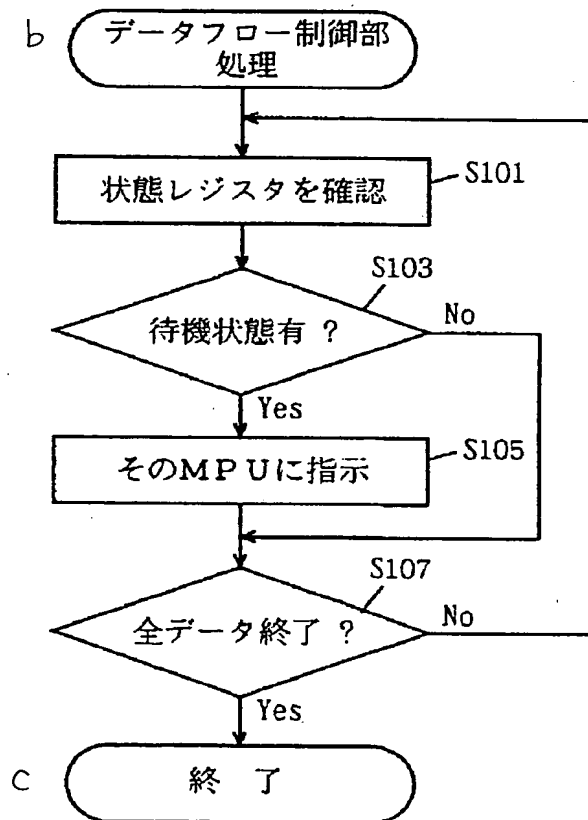 b
データフロー制御部
処理
状態レジスタを確認
S101
S103
待機状態有 ?
No
Yes
そのMPUに指示
S105
S107
全データ終了 ?
No
Yes
c
終 了